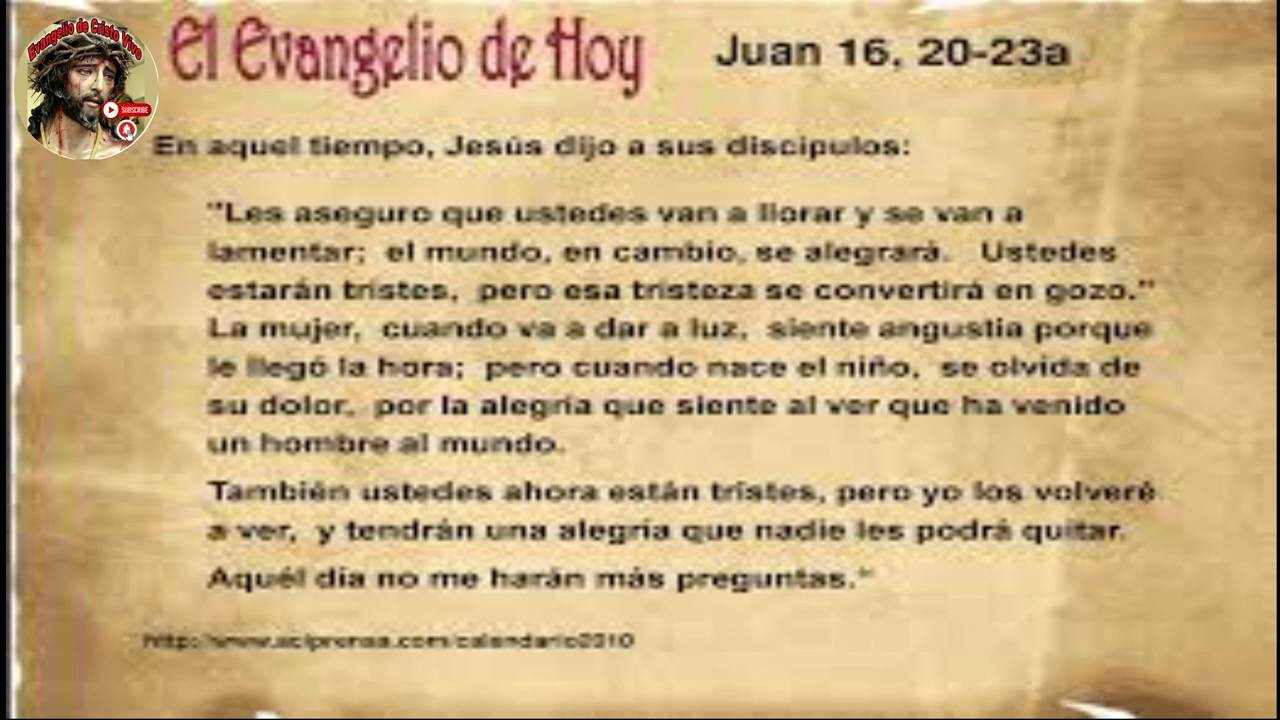 Evangelio de Cristo Vivo
SUBSCRIBE
El Evangelio de Hoy
Juan 16, 20-23a
En aquel tiempo, Jesús dijo a sus discípulos:
"Les aseguro que ustedes van a llorar y se van a
lamentar; el mundo, en cambio, se alegrará. Ustedes
estarán tristes, pero esa tristeza se convertirá en gozo."
La mujer, cuando va a dar a luz, siente angustia porque
le llegó la hora; pero cuando nace el niño, se olvida de
su dolor, por la alegría que siente al ver que ha venido
un hombre al mundo.
También ustedes ahora están tristes, pero yo los volveré
a ver, y tendrán una alegría que nadie les podrá quitar.
Aquél día no me harán más preguntas."
http://www.aciprensa.com/calendario2010